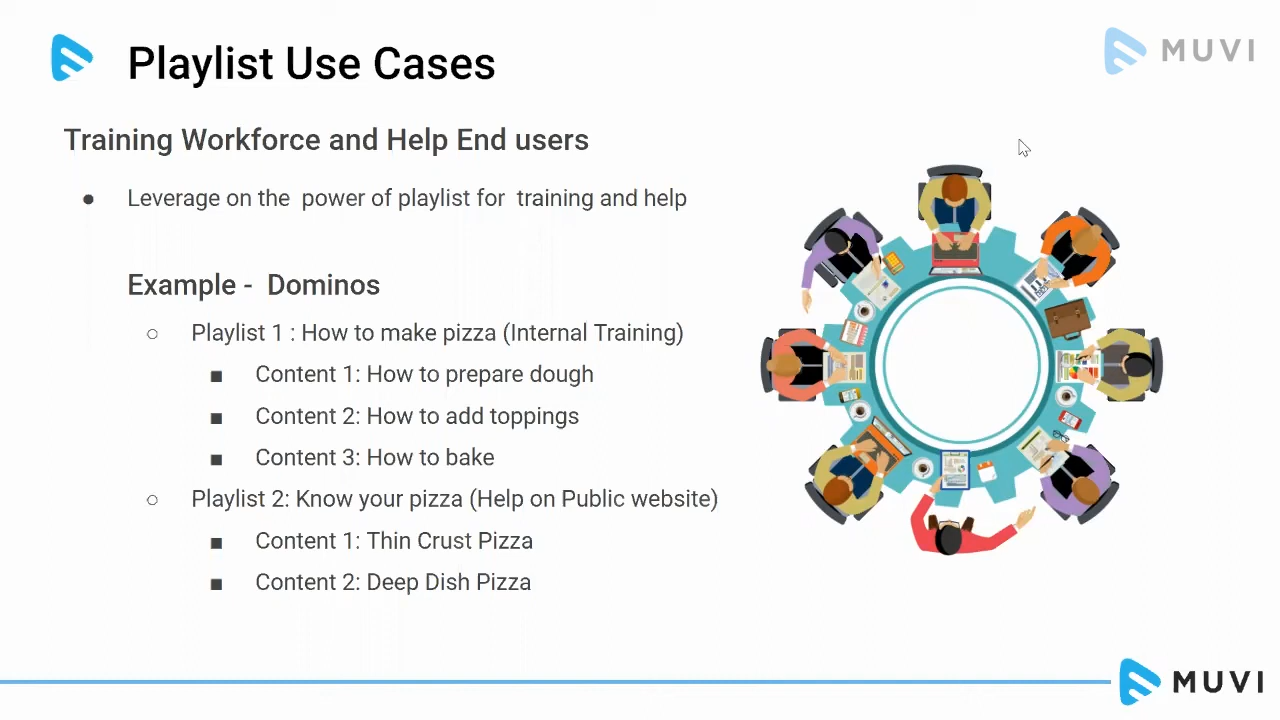 Playlist Use Cases
MUVI
Training Workforce and Help End users
● Leverage on the power of playlist for training and help
Example - Dominos
○ Playlist 1 : How to make pizza (Internal Training)
■ Content 1: How to prepare dough
■ Content 2: How to add toppings
■ Content 3: How to bake
○ Playlist 2: Know your pizza (Help on Public website)
■ Content 1: Thin Crust Pizza
■ Content 2: Deep Dish Pizza
MUVI